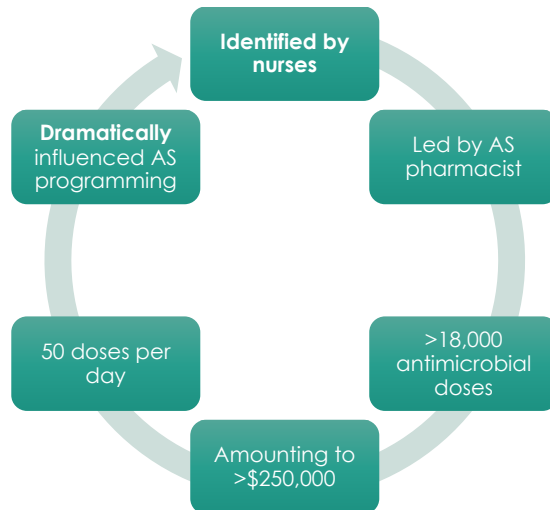 Identified by
nurses
Led by AS
pharmacist
>18,000
antimicrobial
doses
Amounting to
>$250,000
50 doses per
day
Dramatically
influenced AS
programming